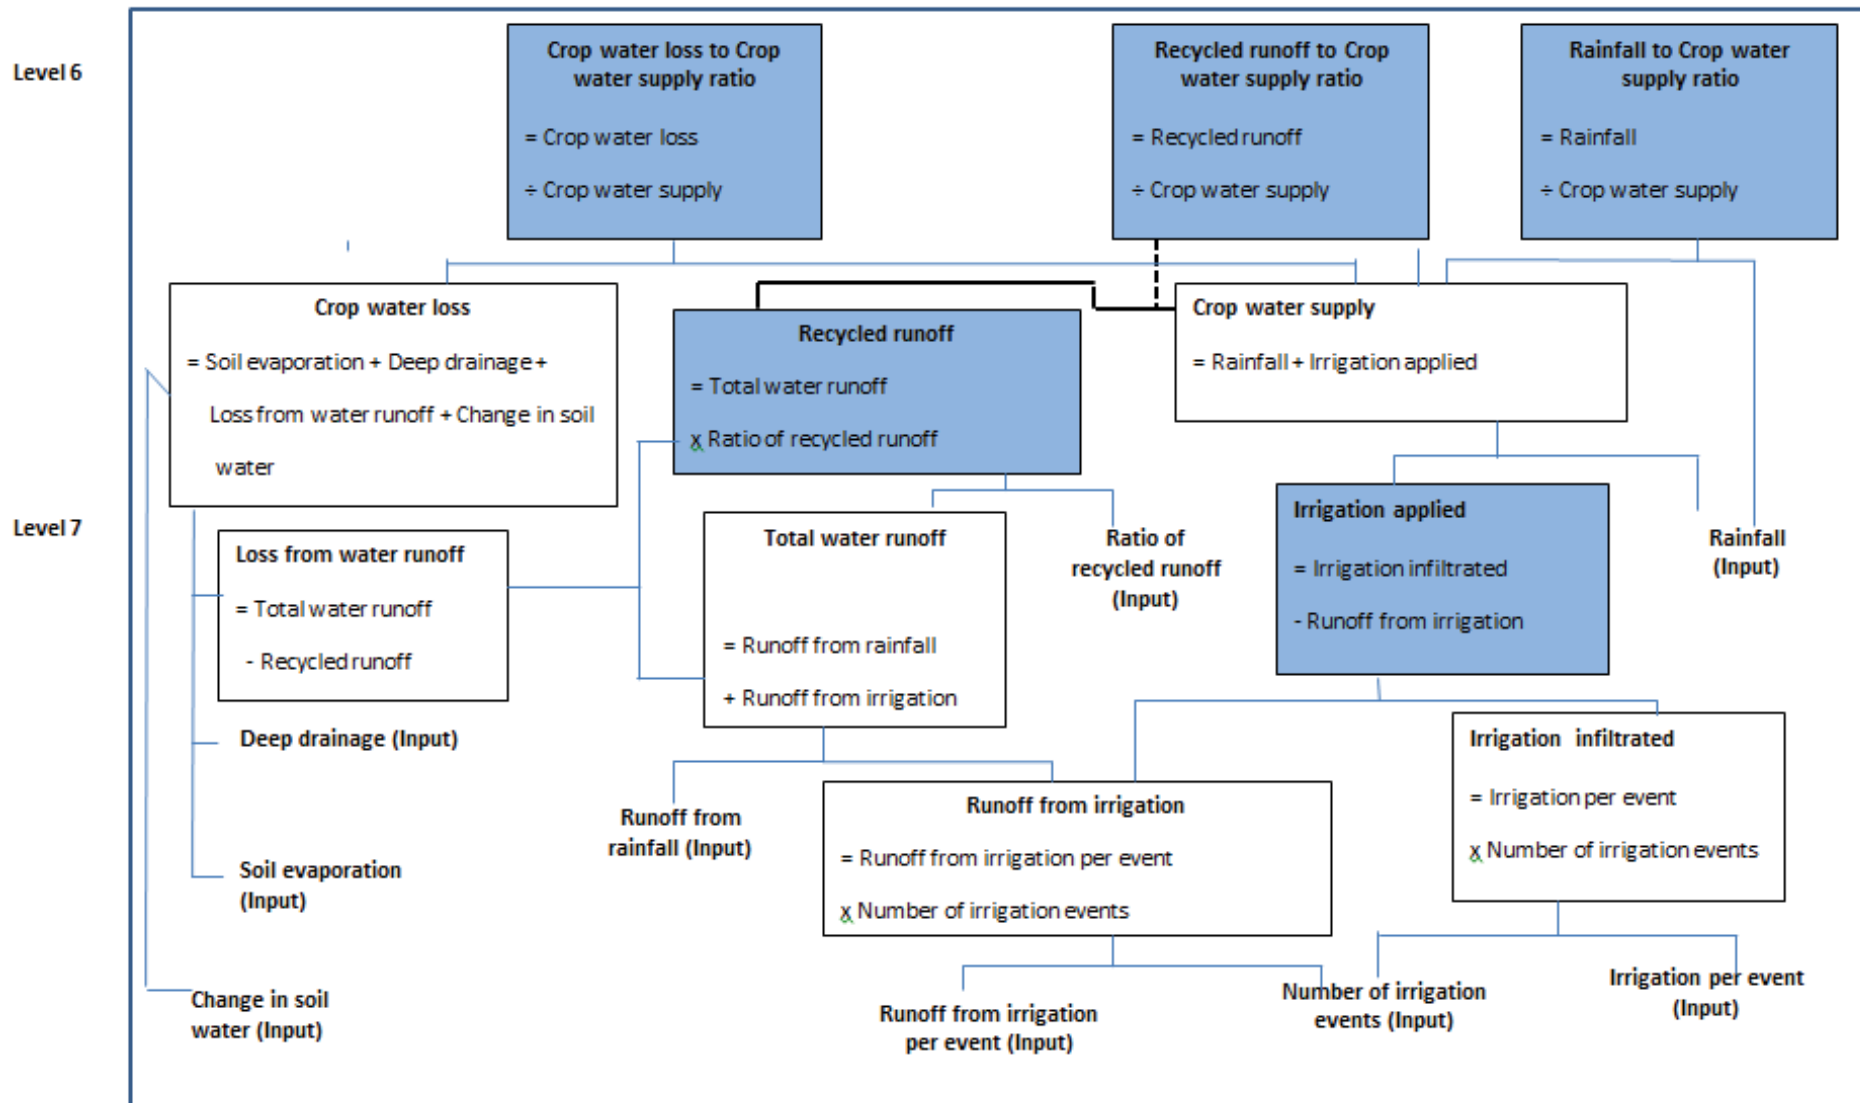 Level 6
Crop water loss to Crop
water supply ratio
= Crop water loss
÷ Crop water supply
Recycled runoff to Crop
water supply ratio
= Recycled runoff
÷ Crop water supply
Rainfall to Crop water
supply ratio
= Rainfall
÷ Crop water supply
Crop water loss
= Soil evaporation + Deep drainage +
Loss from water runoff + Change in soil
water
Recycled runoff
= Total water runoff
x Ratio of recycled runoff
Crop water supply
= Rainfall + Irrigation applied
Level 7
Loss from water runoff
= Total water runoff
- Recycled runoff
Total water runoff
= Runoff from rainfall
+ Runoff from irrigation
Ratio of
recycled runoff
(Input)
Irrigation applied
= Irrigation infiltrated
- Runoff from irrigation
Rainfall
(Input)
Deep drainage (Input)
Soil evaporation
(Input)
Runoff from
rainfall (Input)
Runoff from irrigation
= Runoff from irrigation per event
x Number of irrigation events
Irrigation infiltrated
= Irrigation per event
x Number of irrigation events
Change in soil
water (Input)
Runoff from irrigation
per event (Input)
Number of irrigation
events (Input)
Irrigation per event
(Input)